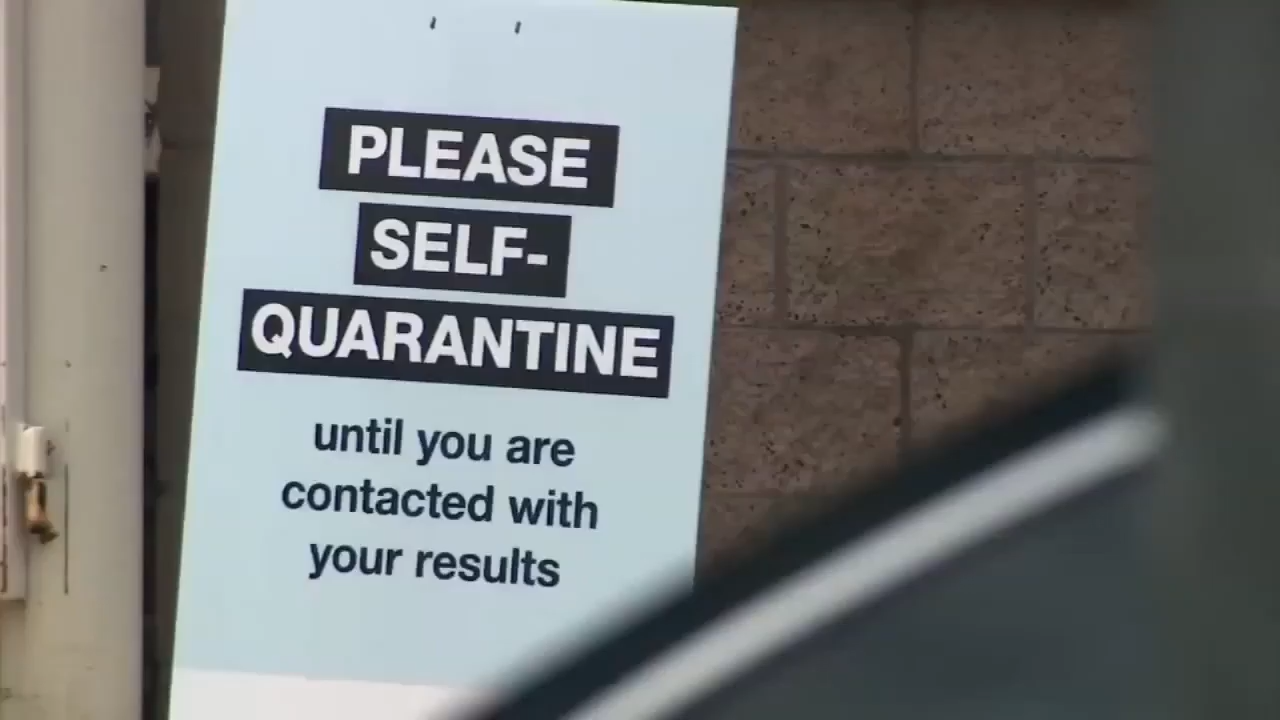 PLEASE
SELF-
QUARANTINE
until you are
contacted with
your results